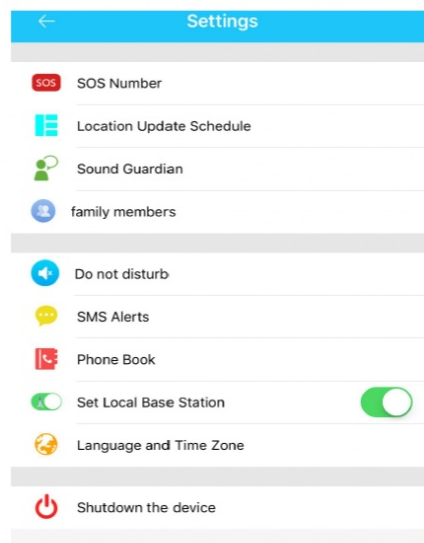 Settings
SOS SOS Number
Location Update Schedule
Sound Guardian
family members
Do not disturb
SMS Alerts
Phone Book
Set Local Base Station
Language and Time Zone
Shutdown the device